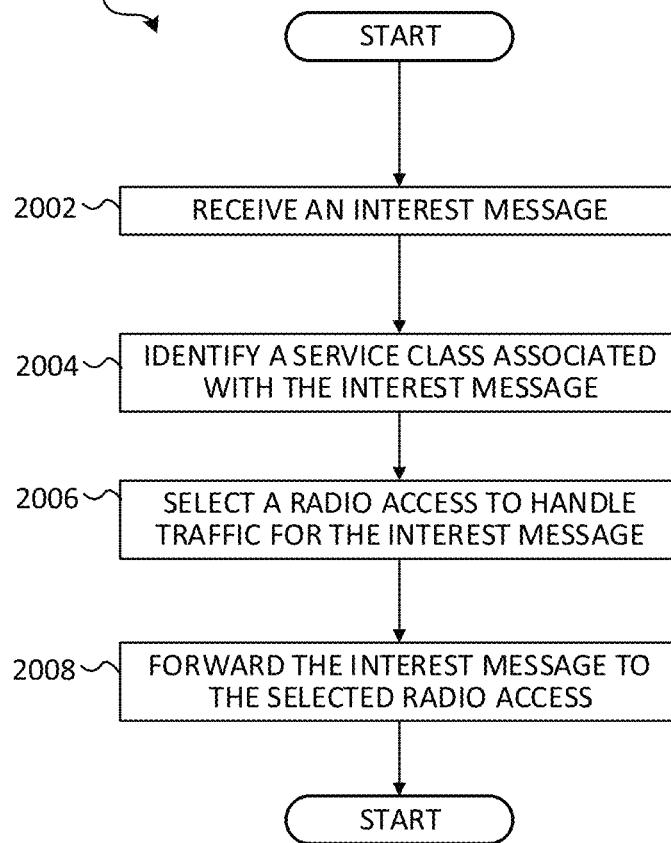 START
2002
RECEIVE AN INTEREST MESSAGE
2004
IDENTIFY A SERVICE CLASS ASSOCIATED
WITH THE INTEREST MESSAGE
2006
SELECT A RADIO ACCESS TO HANDLE
TRAFFIC FOR THE INTEREST MESSAGE
2008
FORWARD THE INTEREST MESSAGE TO
THE SELECTED RADIO ACCESS
START